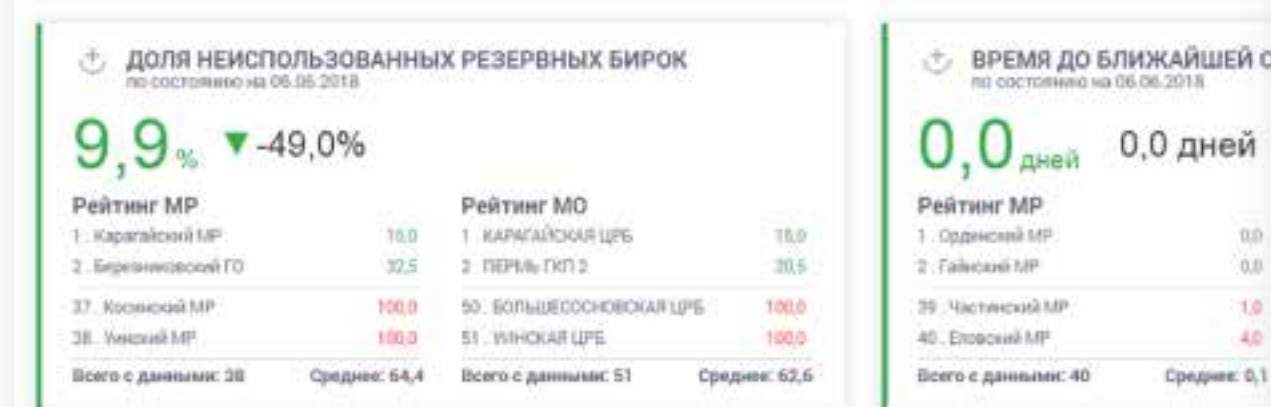 ДОЛЯ НЕИСПОЛЬЗОВАННЫХ РЕЗЕРВНЫХ БИРОК
по состоянию на 06.06.2018
9,9 % ▼ -49,0%
Рейтинг МР
1 . Карагайский МР
2 . Березниковский ГО 32,5
37 . Косинский МР 100,0
38 . Уинский МР 100,0
Всего с данными: 38 Среднее: 64,4
Рейтинг МО
1 . КАРАГАЙСКАЯ ЦРБ
2 . ПЕРМЬ ГКП 2 20,5
50 . БОЛЬШЕСОСНОВСКАЯ ЦРБ 100,0
51 . УИНСКАЯ ЦРБ 100,0
Всего с данными: 51 Среднее: 62,6
ВРЕМЯ ДО БЛИЖАЙШЕЙ С
по состоянию на 06.06.2018
0,0 дней 0,0 дней
Рейтинг МР
1 . Ординский МР 0,0
2 . Гайнский МР 0,0
39 . Частинский МР 1,0
40 . Еловский МР 4,0
Всего с данными: 40 Среднее: 0,1